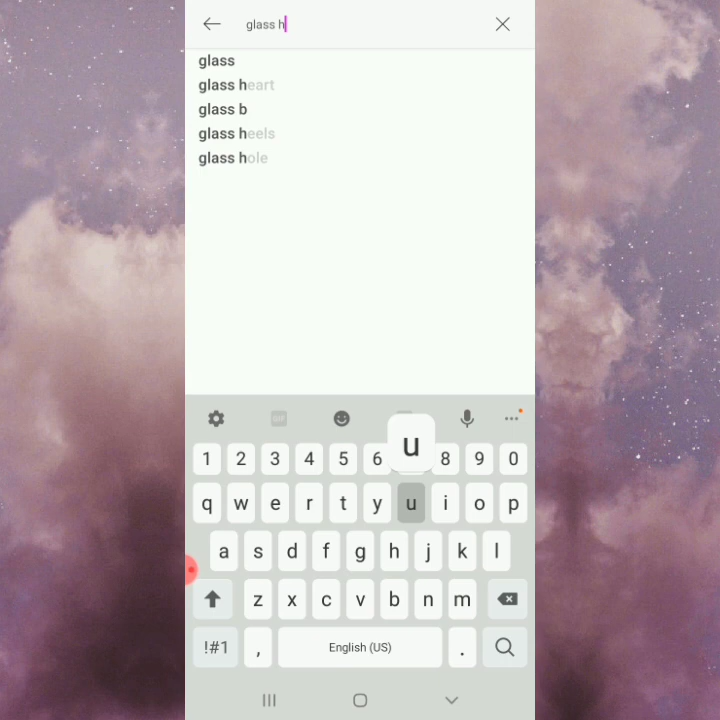 glass h
glass
glass heart
glass b
glass heels
glass hole
GIF
u
1 2 3 4 5 6 8 9 0
q w e r t y u i o p
a s d f g h j k l
z x c v b n m
!#1 , English (US) .